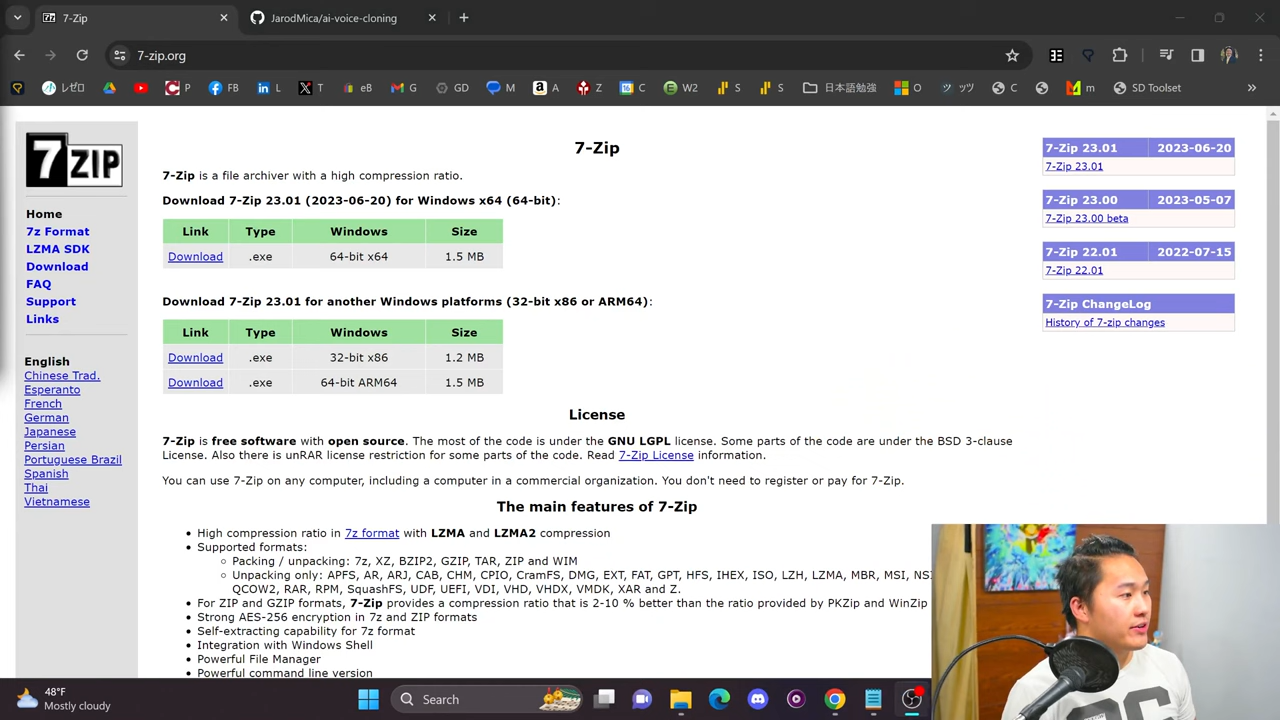 7-Zip
JarodMica/ai-voice-cloning
7-zip.org
レゼロ
P
FB
L
T
eB
G
GD
M
A
Z
C
W2
S
S
日本語勉強
O
ッツ
C
m
SD Toolset
7ZIP
Home
7z Format
LZMA SDK
Download
FAQ
Support
Links
English
Chinese Trad.
Esperanto
French
German
Japanese
Persian
Portuguese Brazil
Spanish
Thai
Vietnamese
7-Zip
7-Zip is a file archiver with a high compression ratio.
Download 7-Zip 23.01 (2023-06-20) for Windows x64 (64-bit):
Link Type Windows Size
Download .exe 64-bit x64 1.5 MB
Download 7-Zip 23.01 for another Windows platforms (32-bit x86 or ARM64):
Link Type Windows Size
Download .exe 32-bit x86 1.2 MB
Download .exe 64-bit ARM64 1.5 MB
License
7-Zip is free software with open source. The most of the code is under the GNU LGPL license. Some parts of the code are under the BSD 3-clause
License. Also there is unRAR license restriction for some parts of the code. Read 7-Zip License information.
You can use 7-Zip on any computer, including a computer in a commercial organization. You don't need to register or pay for 7-Zip.
The main features of 7-Zip
High compression ratio in 7z format with LZMA and LZMA2 compression
Supported formats:
Packing / unpacking: 7z, XZ, BZIP2, GZIP, TAR, ZIP and WIM
Unpacking only: APFS, AR, ARJ, CAB, CHM, CPIO, CramFS, DMG, EXT, FAT, GPT, HFS, IHEX, ISO, LZH, LZMA, MBR, MSI, NSI
QCOW2, RAR, RPM, SquashFS, UDF, UEFI, VDI, VHD, VHDX, VMDK, XAR and Z.
For ZIP and GZIP formats, 7-Zip provides a compression ratio that is 2-10 % better than the ratio provided by PKZip and WinZip
Strong AES-256 encryption in 7z and ZIP formats
Self-extracting capability for 7z format
Integration with Windows Shell
Powerful File Manager
Powerful command line version
7-Zip 23.01 2023-06-20
7-Zip 23.01
7-Zip 23.00 2023-05-07
7-Zip 23.00 beta
7-Zip 22.01 2022-07-15
7-Zip 22.01
7-Zip ChangeLog
History of 7-zip changes
48°F
Mostly cloudy
Search